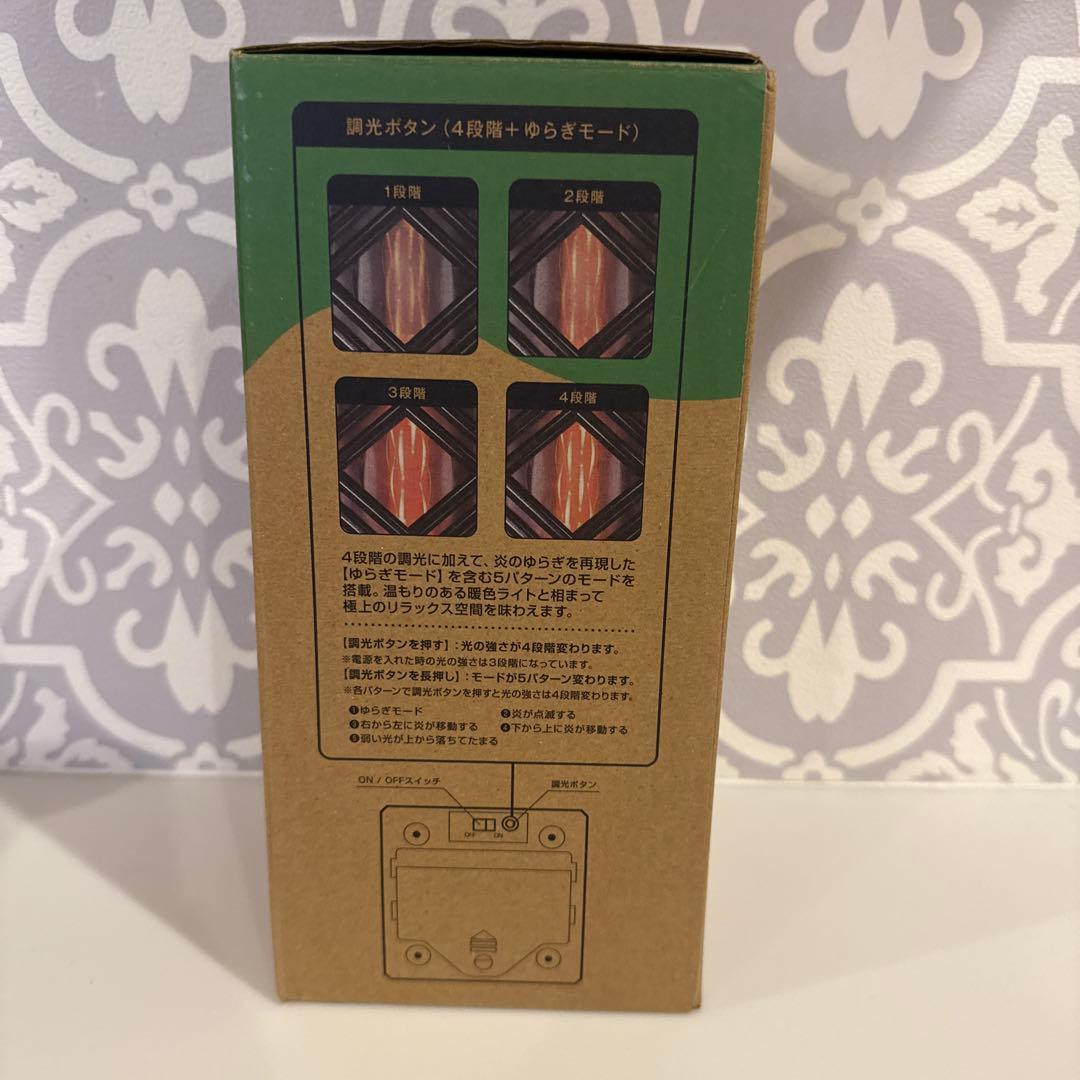 調光ボタン(4段階+ゆらぎモード)
1段階
2段階
3段階
4段階
4段階の調光に加えて、炎のゆらぎを再現した
【ゆらぎモード】を含む5パターンのモードを
搭載。温もりのある暖色ライトと相まって
極上のリラックス空間を味わえます。
【調光ボタンを押す】:光の強さが4段階変わります。
※電源を入れた時の光の強さは3段階になっています。
【調光ボタンを長押し】:モードが5パターン変わります。
※各パターンで調光ボタンを押すと光の強さは4段階変わります。
❶ゆらぎモード ❷炎が点滅する
❸右から左に炎が移動する ❹下から上に炎が移動する
❺弱い光が上から落ちてたまる
ON / OFFスイッチ 調光ボタン
OFF ON